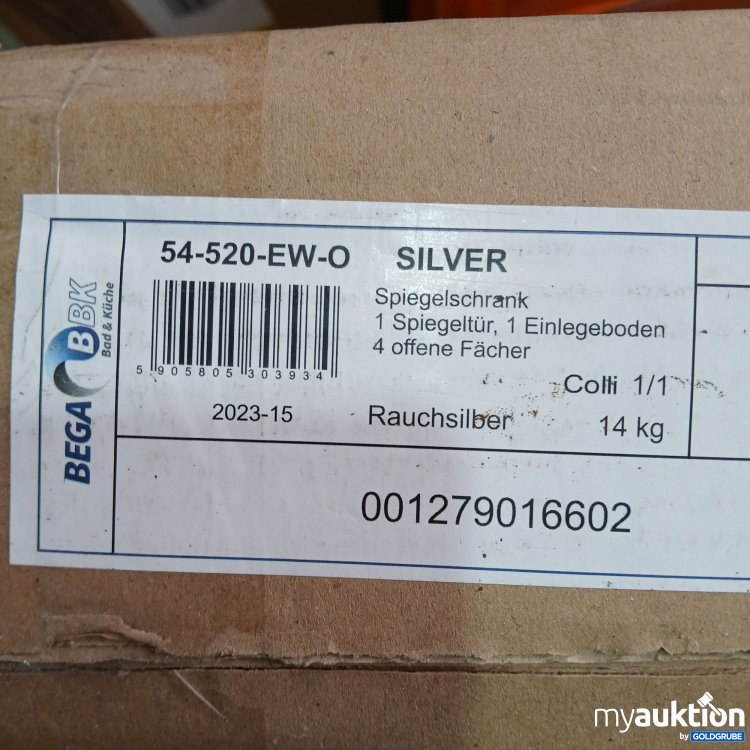 54-520-EW-O SILVER
Spiegelschrank
1 Spiegeltür, 1 Einlegeboden
4 offene Fächer
5 905805 303934
Colli 1/1
2023-15 Rauchsilber 14 kg
001279016602
BEGA BBK
Bad & Küche
myauktion
by GOLDGRUBE